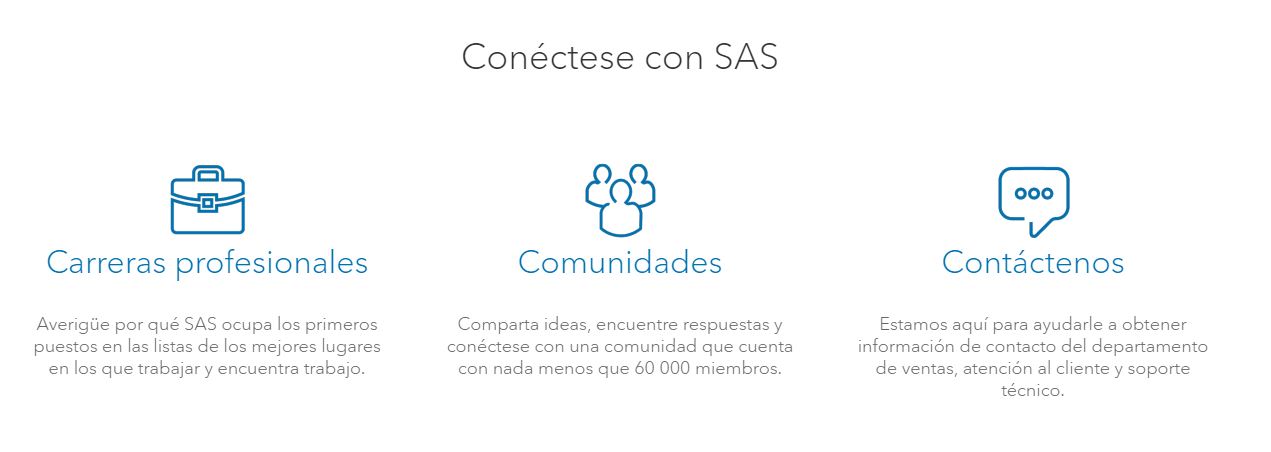 Conéctese con SAS
Carreras profesionales
Averigüe por qué SAS ocupa los primeros
puestos en las listas de los mejores lugares
en los que trabajar y encuentra trabajo.
Comunidades
Comparta ideas, encuentre respuestas y
conéctese con una comunidad que cuenta
con nada menos que 60 000 miembros.
Contáctenos
Estamos aquí para ayudarle a obtener
información de contacto del departamento
de ventas, atención al cliente y soporte
técnico.